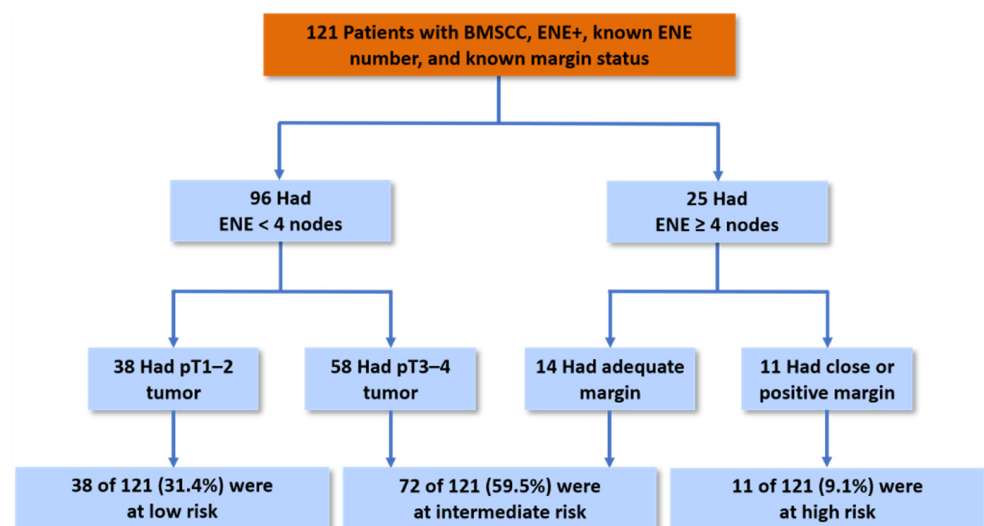 121 Patients with BMSCC, ENE+, known ENE
number, and known margin status
96 Had
ENE < 4 nodes
25 Had
ENE ≥ 4 nodes
38 Had pT1–2
tumor
58 Had pT3–4
tumor
14 Had adequate
margin
11 Had close or
positive margin
38 of 121 (31.4%) were
at low risk
72 of 121 (59.5%) were
at intermediate risk
11 of 121 (9.1%) were
at high risk